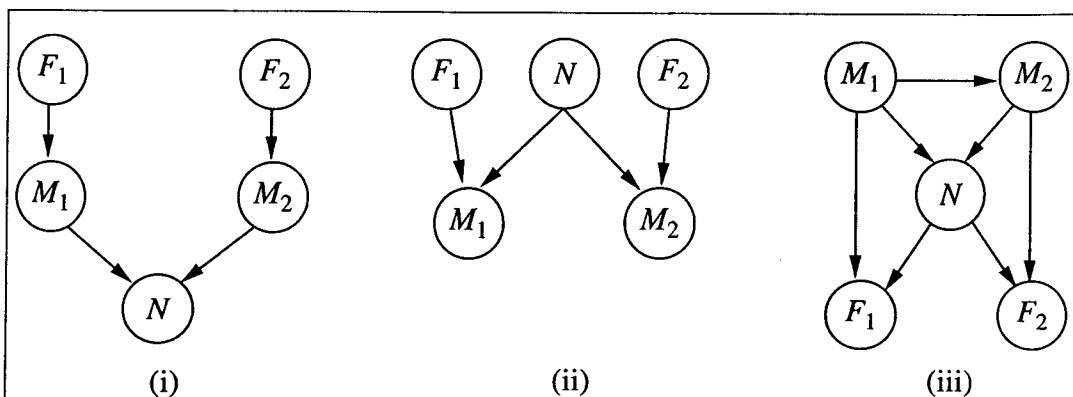 F₁ F₂ F₁ N F₂ M₁ M₂
M₁ M₂ M₁ M₂ N
N F₁ F₂
(i) (ii) (iii)